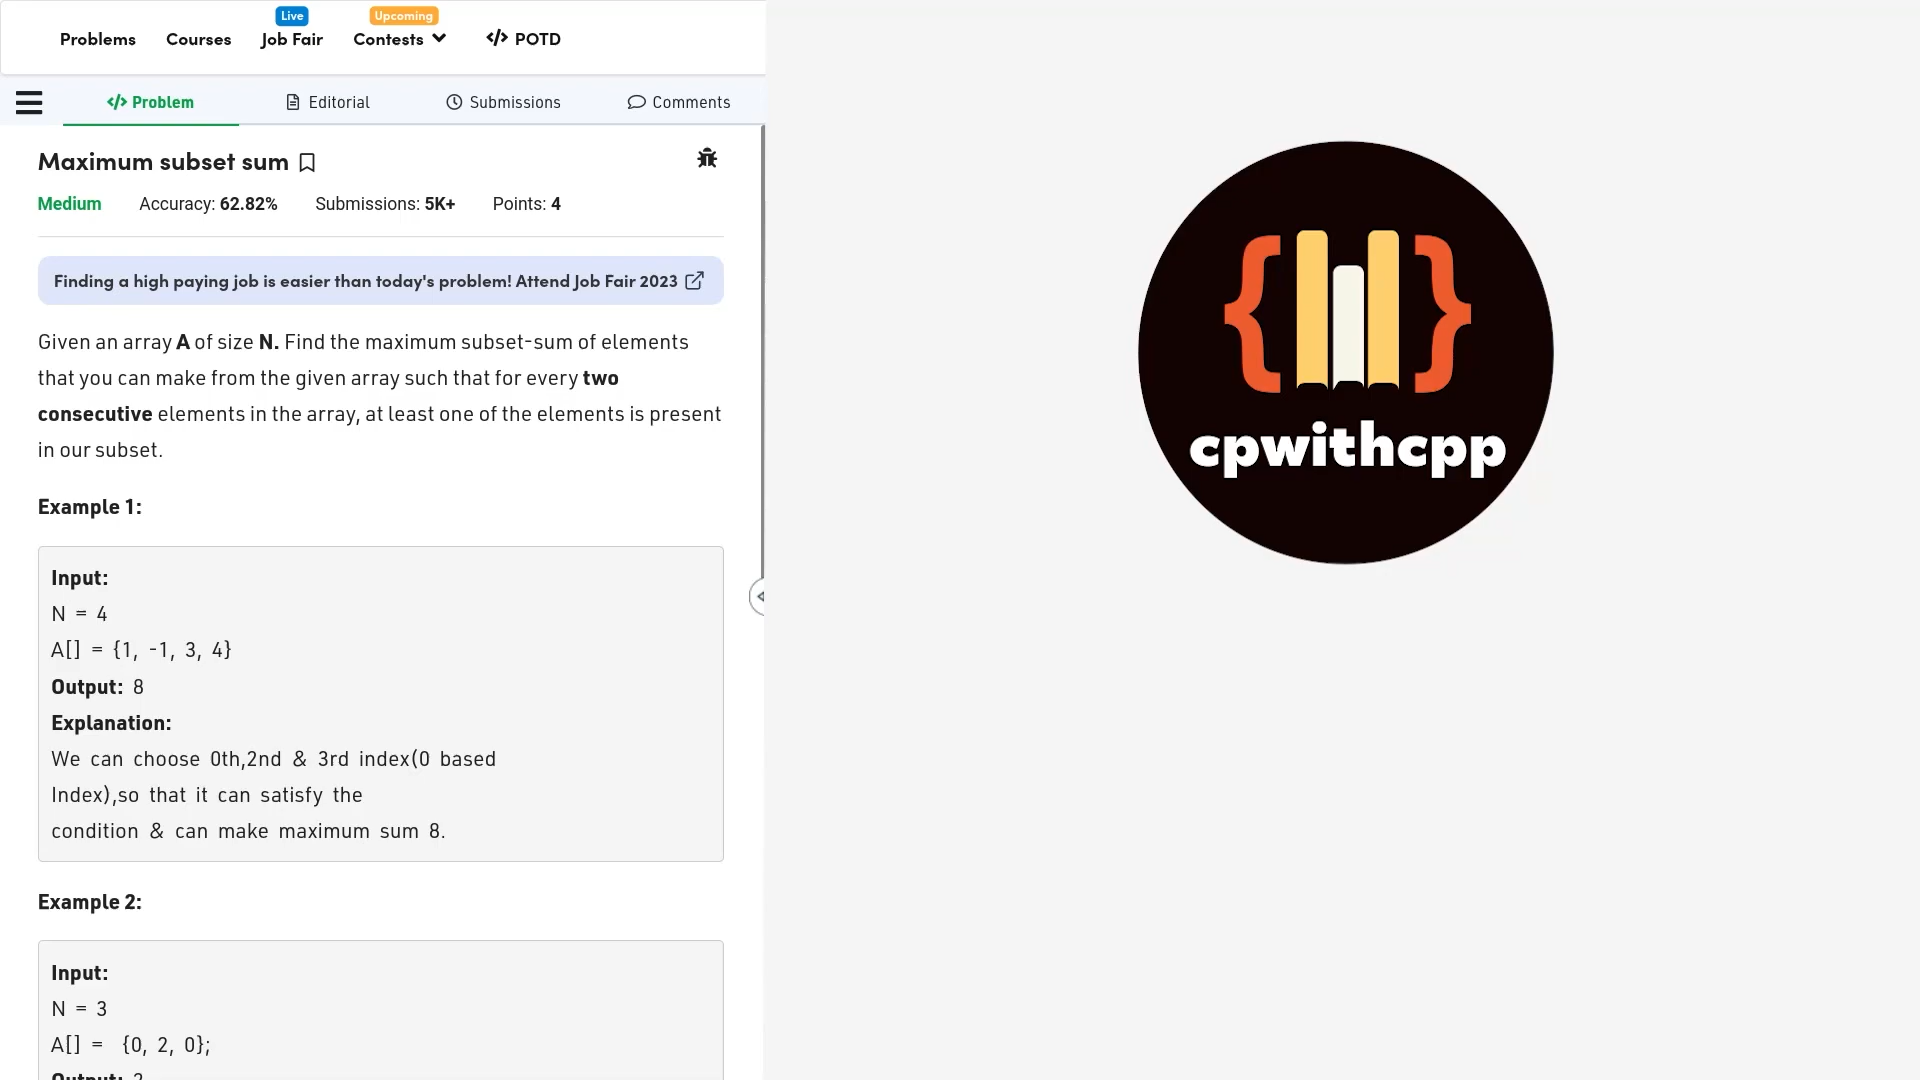 Live
Upcoming
Problems Courses Job Fair Contests POTD
Problem Editorial Submissions Comments
Maximum subset sum
Medium Accuracy: 62.82% Submissions: 5K+ Points: 4
Finding a high paying job is easier than today's problem! Attend Job Fair 2023
Given an array A of size N. Find the maximum subset-sum of elements
that you can make from the given array such that for every two
consecutive elements in the array, at least one of the elements is present
in our subset.
Example 1:
Input:
N = 4
A[] = {1, -1, 3, 4}
Output: 8
Explanation:
We can choose 0th,2nd & 3rd index(0 based
Index),so that it can satisfy the
condition & can make maximum sum 8.
Example 2:
Input:
N = 3
A[] = {0, 2, 0};
Output: 2
cpwithcpp